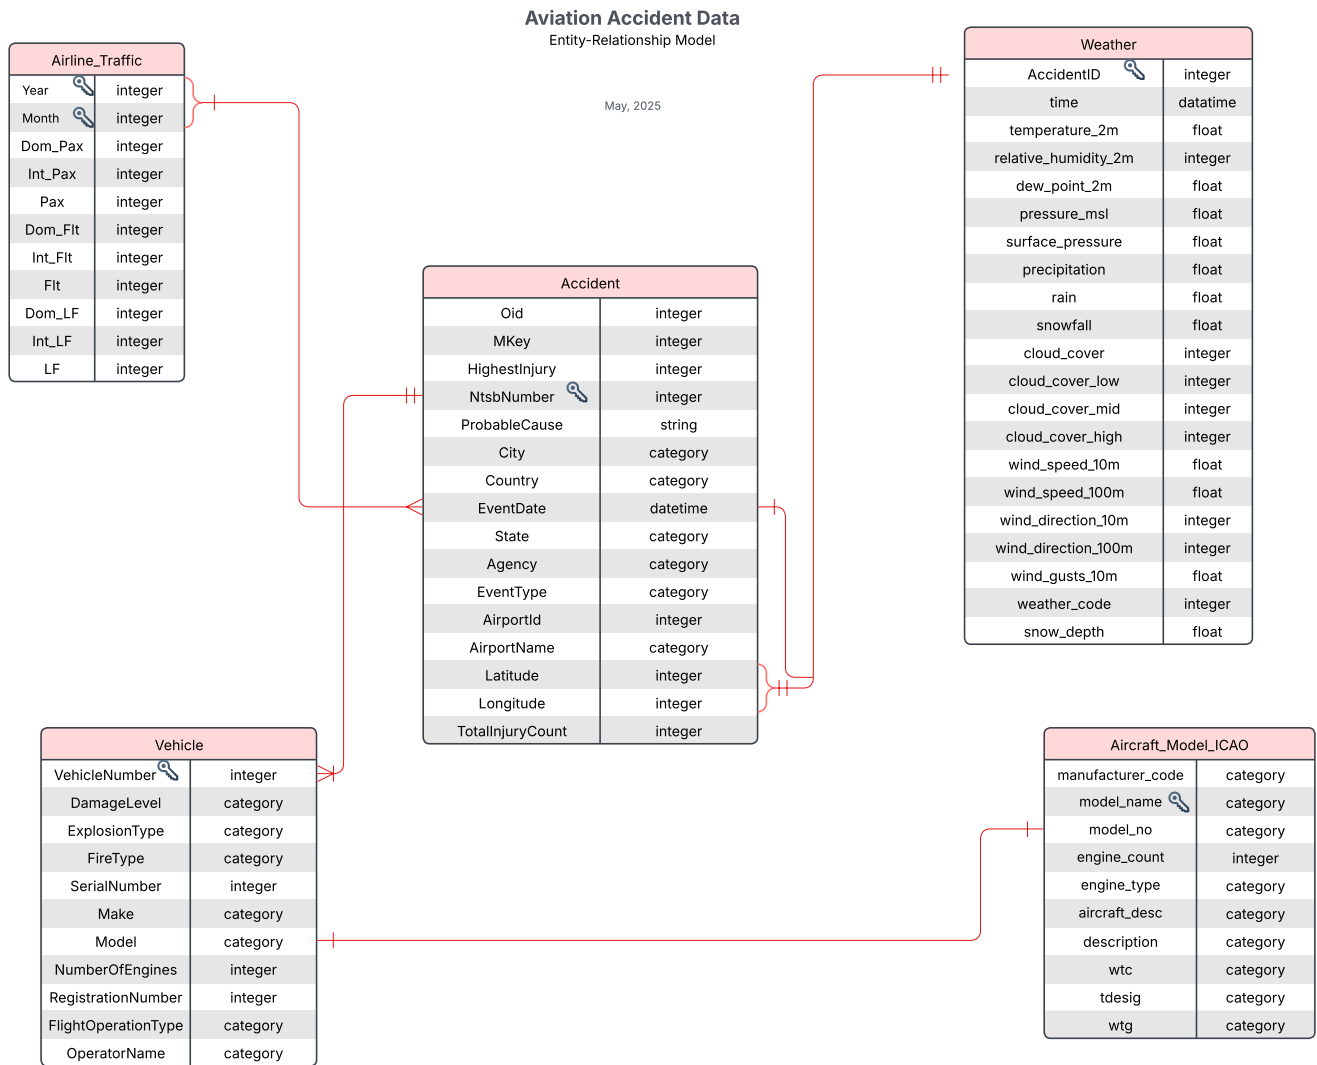 Aviation Accident Data
Entity-Relationship Model
May, 2025
Airline_Traffic
Year integer
Month integer
Dom_Pax integer
Int_Pax integer
Pax integer
Dom_Flt integer
Int_Flt integer
Flt integer
Dom_LF integer
Int_LF integer
LF integer
Weather
AccidentID integer
time datatime
temperature_2m float
relative_humidity_2m integer
dew_point_2m float
pressure_msl float
surface_pressure float
precipitation float
rain float
snowfall float
cloud_cover integer
cloud_cover_low integer
cloud_cover_mid integer
cloud_cover_high integer
wind_speed_10m float
wind_speed_100m float
wind_direction_10m integer
wind_direction_100m integer
wind_gusts_10m float
weather_code integer
snow_depth float
Accident
Oid integer
MKey integer
HighestInjury integer
NtsbNumber integer
ProbableCause string
City category
Country category
EventDate datetime
State category
Agency category
EventType category
AirportId integer
AirportName category
Latitude integer
Longitude integer
TotalInjuryCount integer
Vehicle
VehicleNumber integer
DamageLevel category
ExplosionType category
FireType category
SerialNumber integer
Make category
Model category
NumberOfEngines integer
RegistrationNumber integer
FlightOperationType category
OperatorName category
Aircraft_Model_ICAO
manufacturer_code category
model_name category
model_no category
engine_count integer
engine_type category
aircraft_desc category
description category
wtc category
tdesig category
wtg category